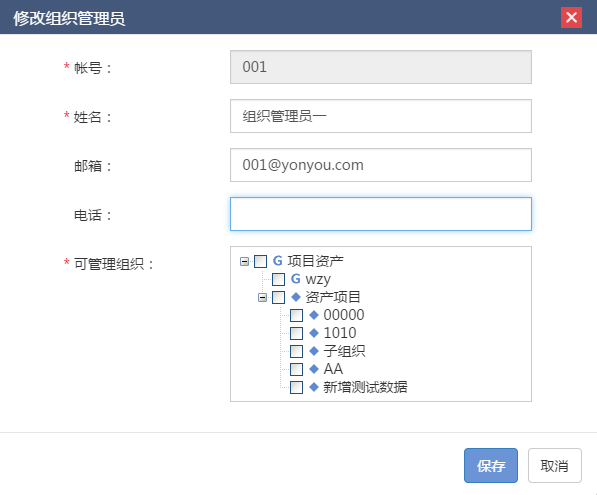 修改组织管理员
* 帐号：
001
* 姓名：
组织管理员一
邮箱：
001@yonyou.com
电话：
* 可管理组织：
G 项目资产
G wzy
资产项目
00000
1010
子组织
AA
新增测试数据
保存
取消